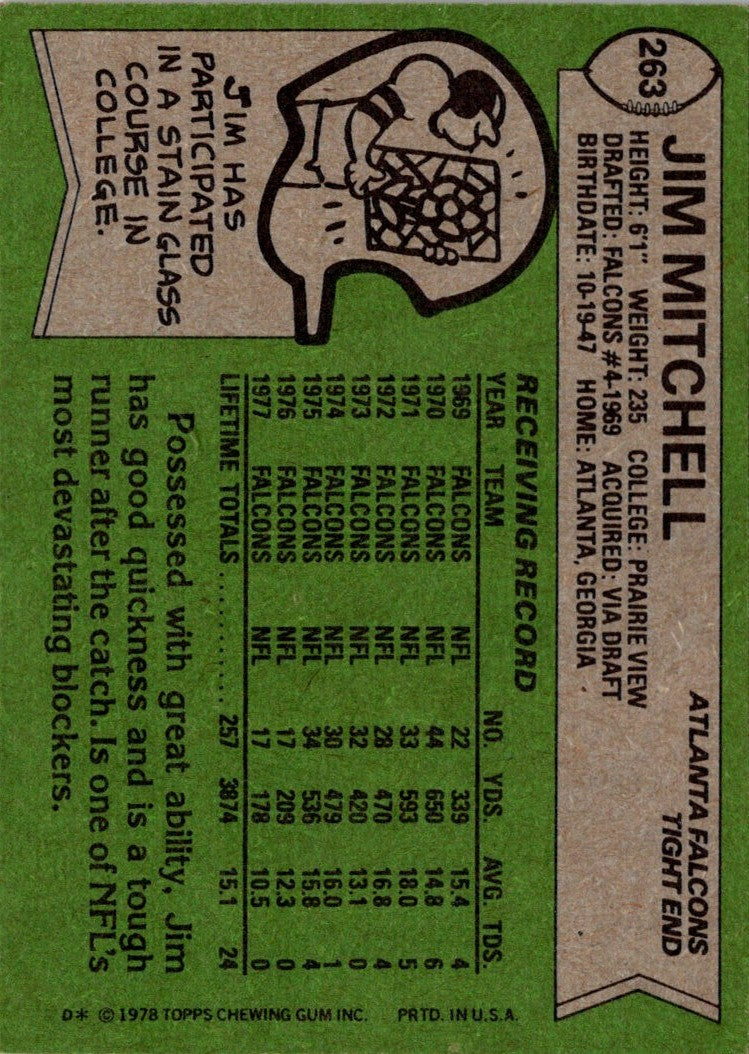 263
JIM MITCHELL
ATLANTA FALCONS
TIGHT END
HEIGHT: 6'1" WEIGHT: 235 COLLEGE: PRAIRIE VIEW
DRAFTED: FALCONS #4-1969 ACQUIRED: VIA DRAFT
BIRTHDATE: 10-19-47 HOME: ATLANTA, GEORGIA
JIM HAS
PARTICIPATED
IN A STAIN GLASS
COURSE IN
COLLEGE.
RECEIVING RECORD
YEAR TEAM NO. YDS. AVG. TDS.
1969 FALCONS NFL 22 339 15.4 4
1970 FALCONS NFL 44 650 14.8 6
1971 FALCONS NFL 33 593 18.0 5
1972 FALCONS NFL 28 470 16.8 4
1973 FALCONS NFL 32 420 13.1 0
1974 FALCONS NFL 30 479 16.0 1
1975 FALCONS NFL 34 536 15.8 4
1976 FALCONS NFL 17 209 12.3 0
1977 FALCONS NFL 17 178 10.5 0
LIFETIME TOTALS ............ 257 3874 15.1 24
Possessed with great ability, Jim
has good quickness and is a tough
runner after the catch. Is one of NFL's
most devastating blockers.
D* © 1978 TOPPS CHEWING GUM INC. PRTD. IN U.S.A.